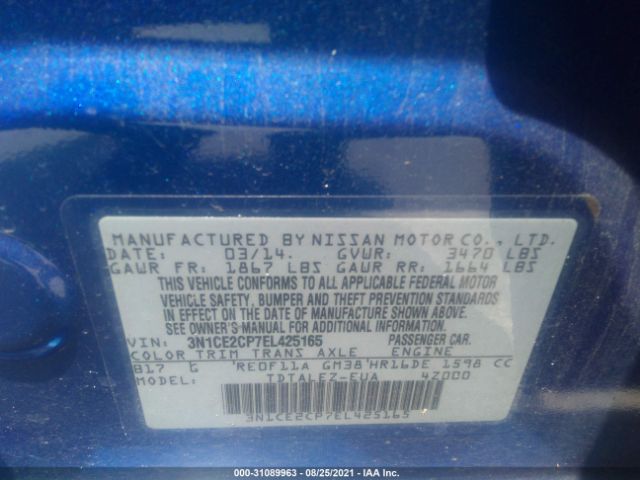 MANUFACTURED BY NISSAN MOTOR CO., LTD.
DATE: 03/14. GVWR: 3470 LBS
GAWR FR: 1867 LBS GAWR RR: 1664 LBS
THIS VEHICLE CONFORMS TO ALL APPLICABLE FEDERAL MOTOR
VEHICLE SAFETY, BUMPER AND THEFT PREVENTION STANDARDS
IN EFFECT ON THE DATE OF MANUFACTURE SHOWN ABOVE.
SEE OWNER'S MANUAL FOR ADDITIONAL INFORMATION.
VIN: 3N1CE2CP7EL425165 PASSENGER CAR.
COLOR TRIM TRANS AXLE ENGINE
B17 G 'RE0F11A GM38'HR16DE 1598 CC
MODEL: TDTALEZ-EUA 4Z000
3N1CE2CP7EL425165
000-31089963 - 08/25/2021 - IAA Inc.